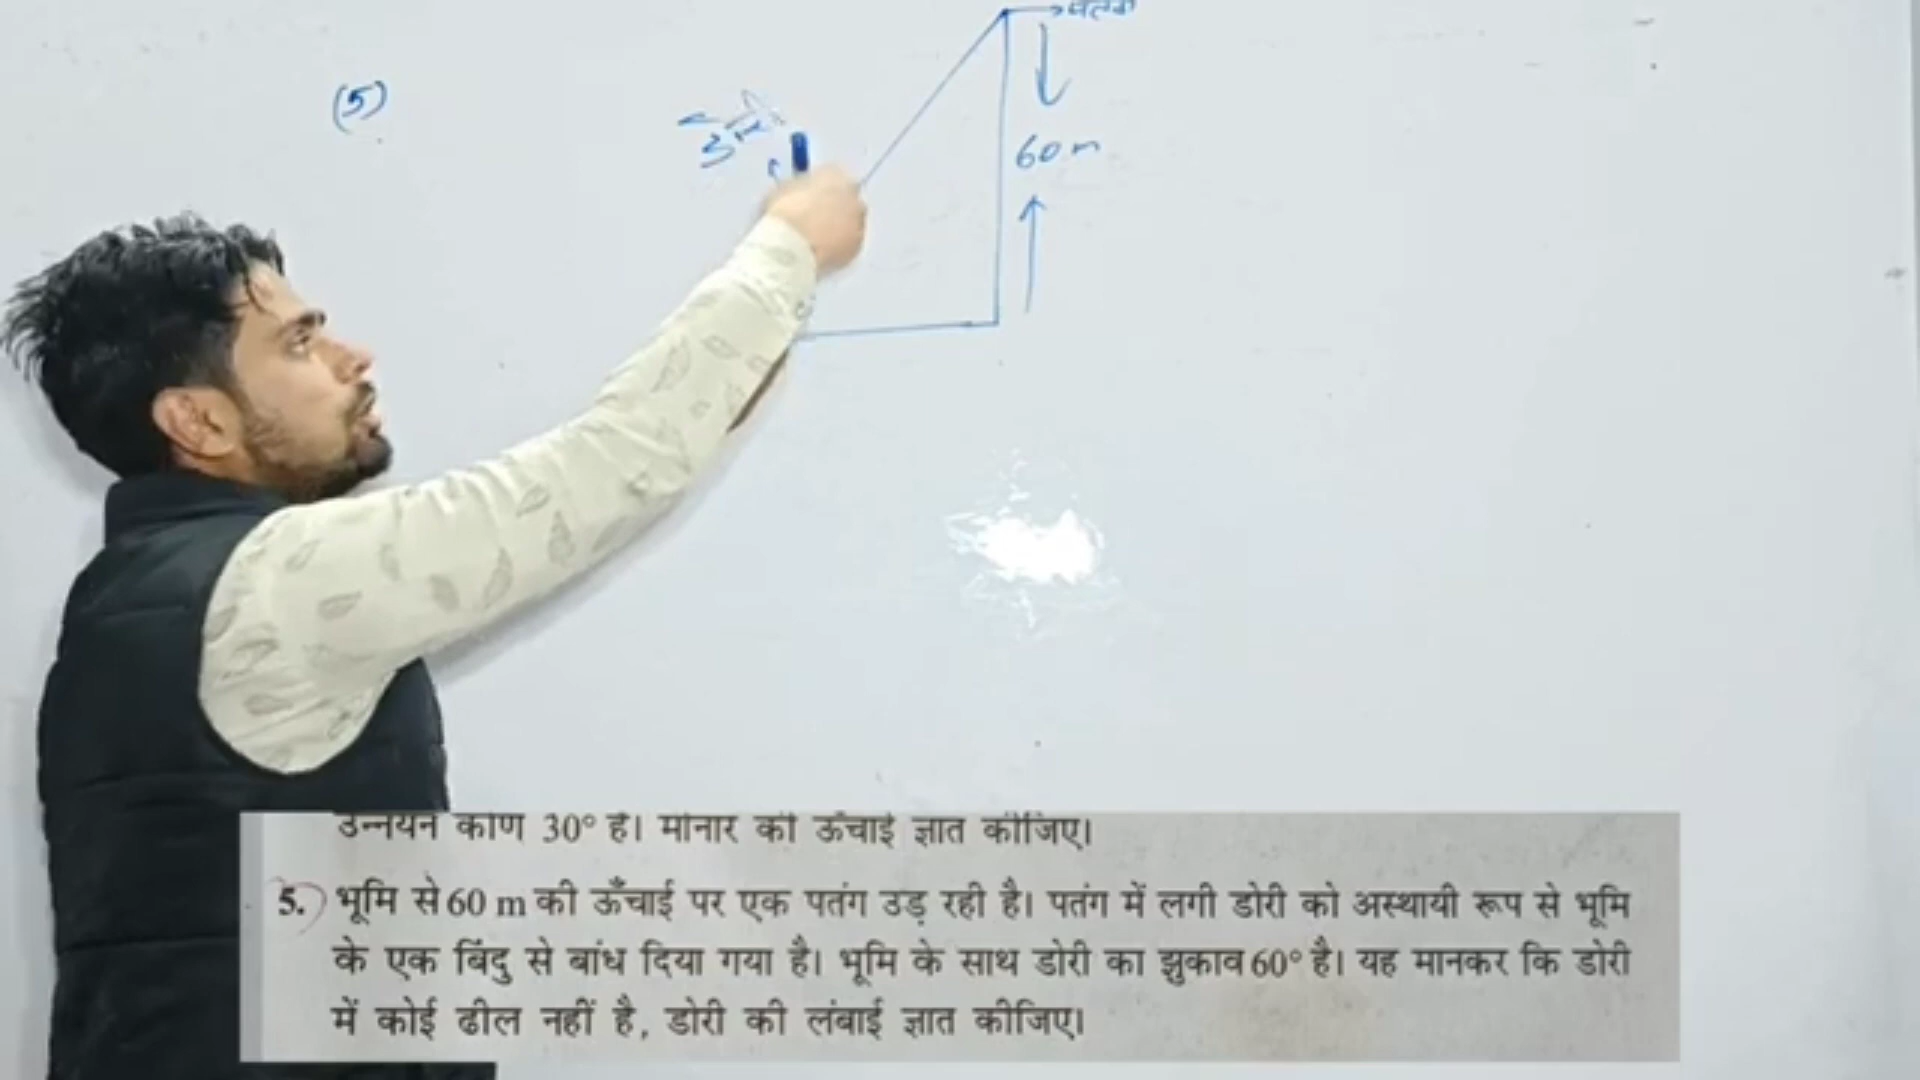 (5)
60 m
उन्नयन कोण 30° है। मीनार की ऊँचाई ज्ञात कीजिए।
5. भूमि से 60 m की ऊँचाई पर एक पतंग उड़ रही है। पतंग में लगी डोरी को अस्थायी रूप से भूमि
के एक बिंदु से बांध दिया गया है। भूमि के साथ डोरी का झुकाव 60° है। यह मानकर कि डोरी
में कोई ढील नहीं है, डोरी की लंबाई ज्ञात कीजिए।